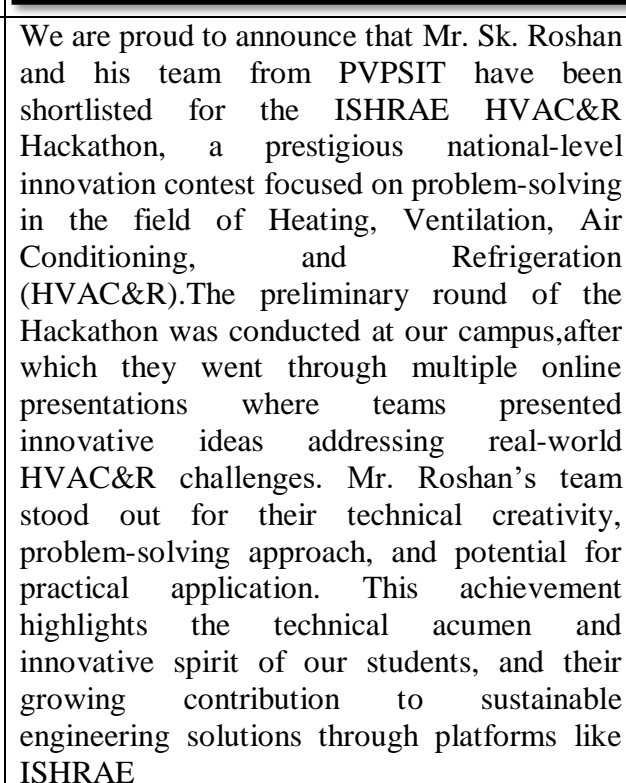 We are proud to announce that Mr. Sk. Roshan
and his team from PVPSIT have been
shortlisted for the ISHRAE HVAC&R
Hackathon, a prestigious national-level
innovation contest focused on problem-solving
in the field of Heating, Ventilation, Air
Conditioning, and Refrigeration
(HVAC&R).The preliminary round of the
Hackathon was conducted at our campus,after
which they went through multiple online
presentations where teams presented
innovative ideas addressing real-world
HVAC&R challenges. Mr. Roshan’s team
stood out for their technical creativity,
problem-solving approach, and potential for
practical application. This achievement
highlights the technical acumen and
innovative spirit of our students, and their
growing contribution to sustainable
engineering solutions through platforms like
ISHRAE